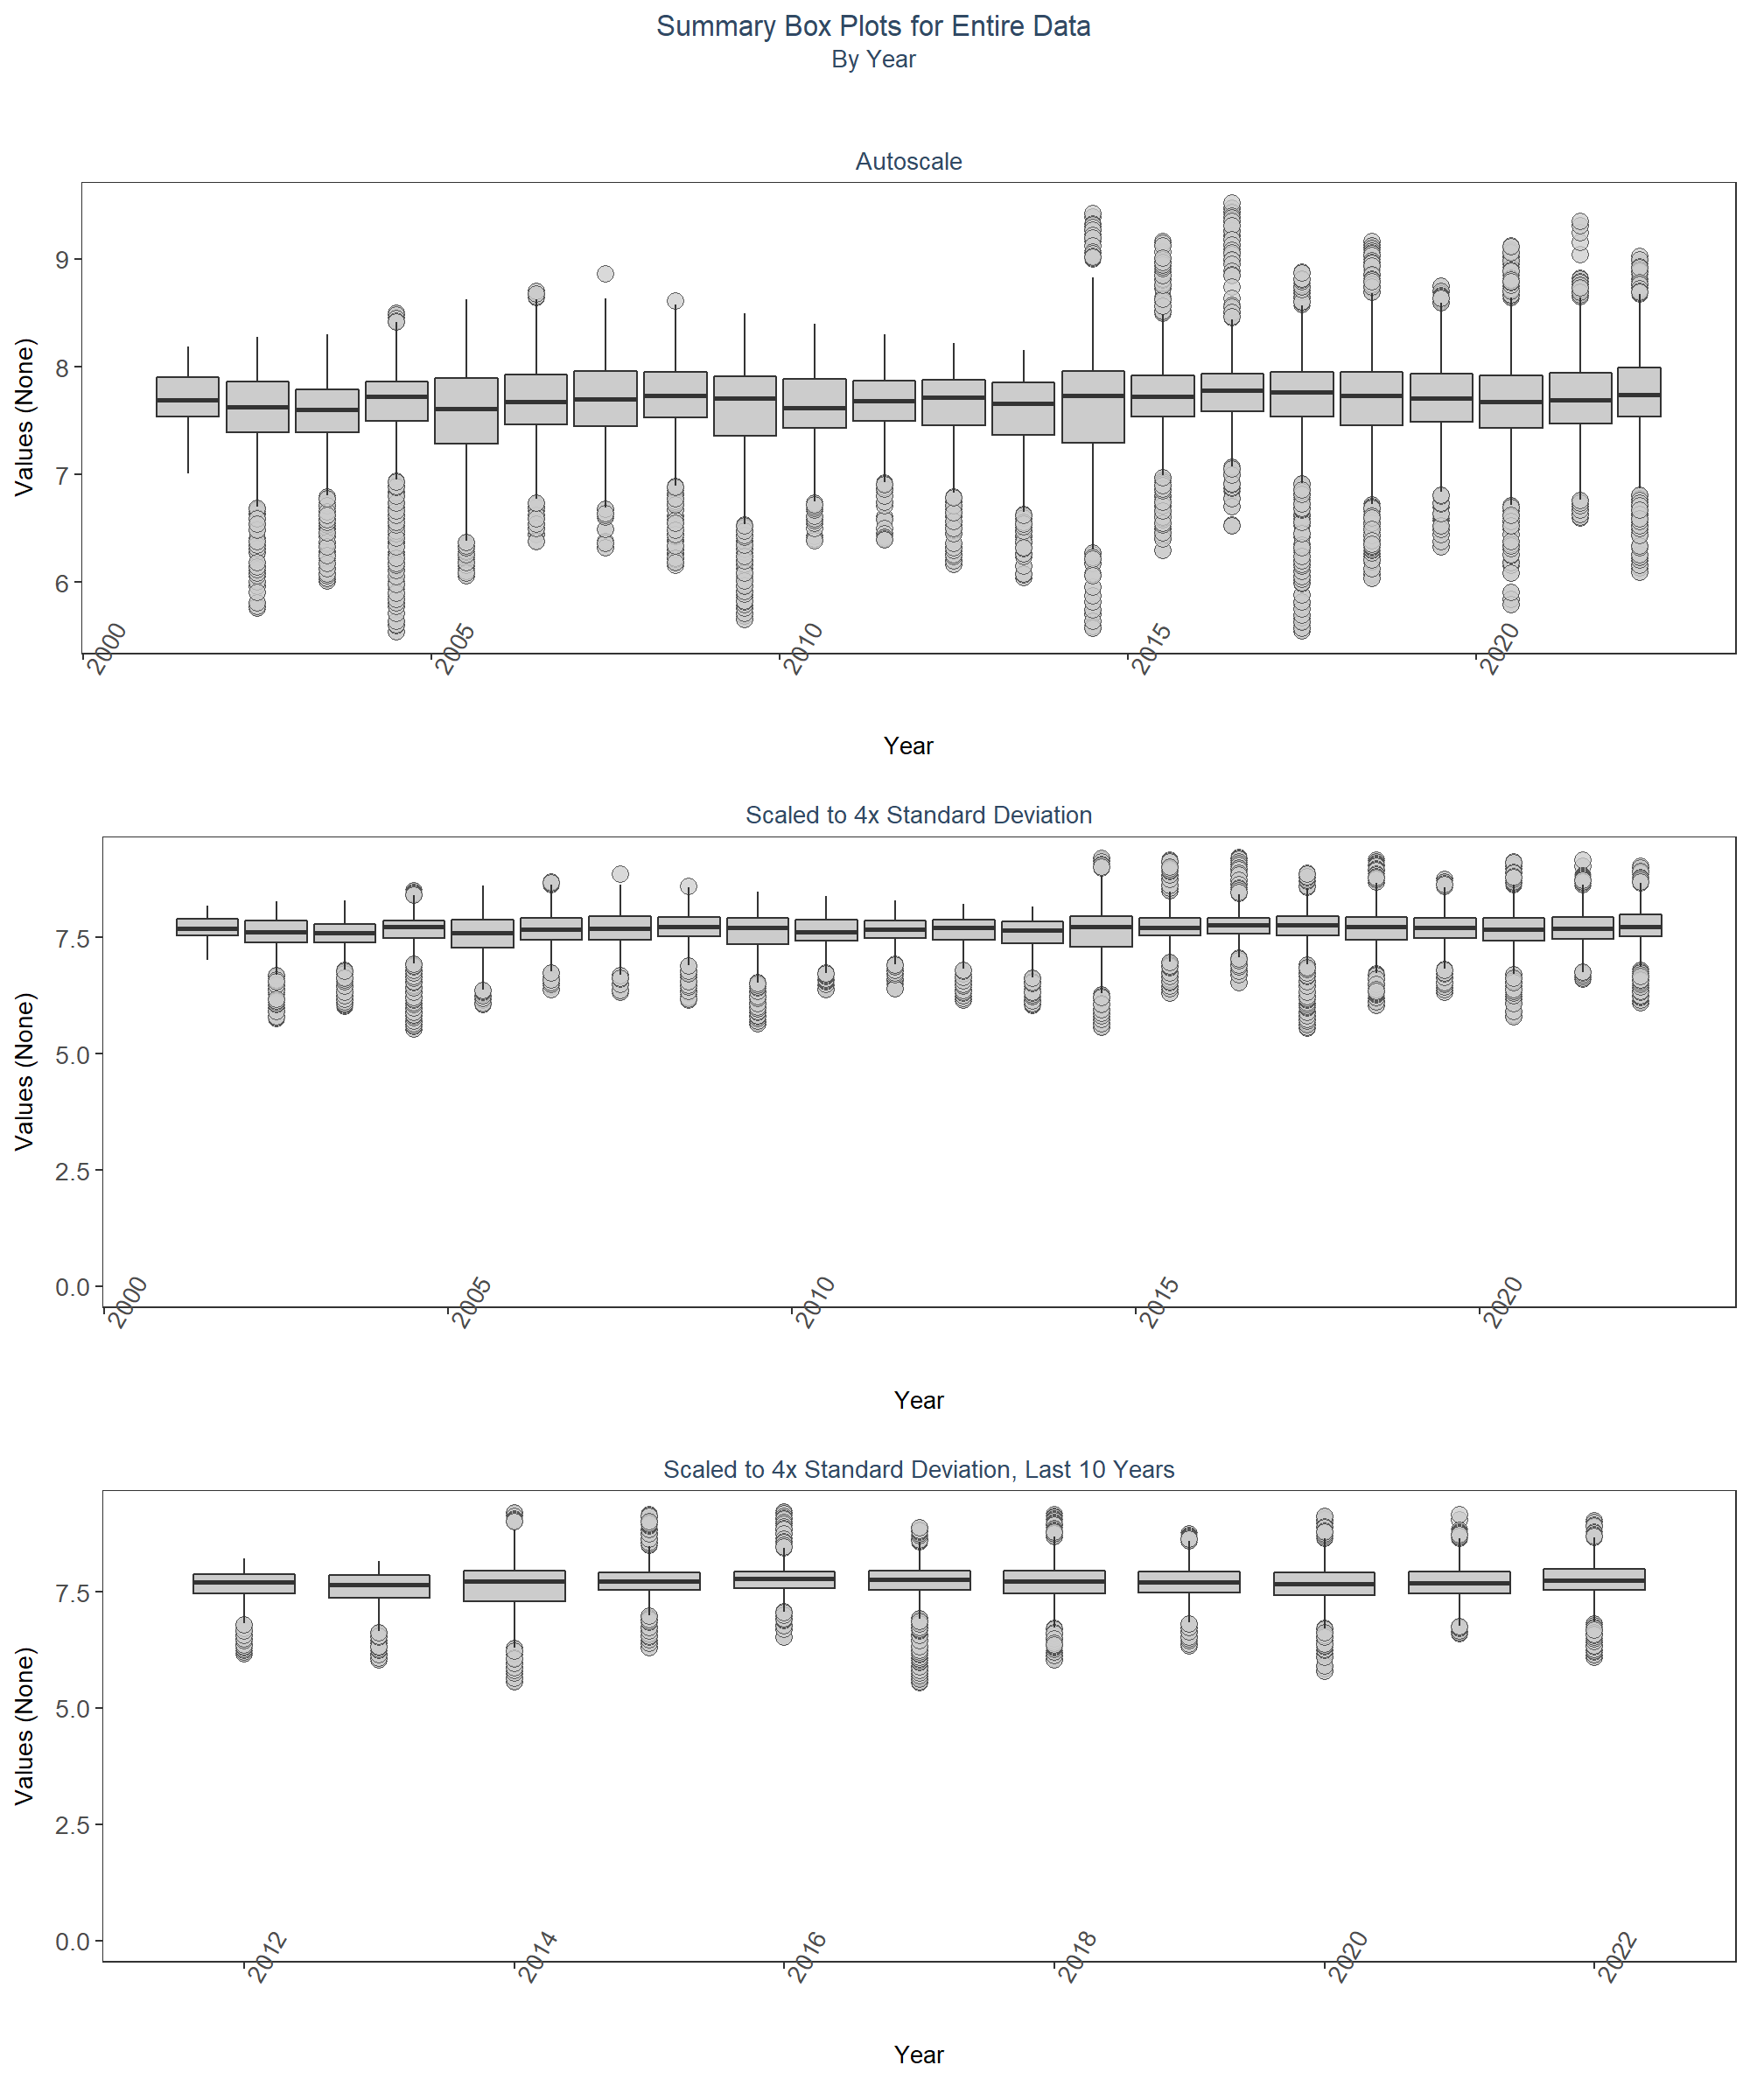 Summary Box Plots for Entire Data
By Year
Autoscale
Values (None)
9
8
7
6
2000 2005 2010 2015 2020
Year
Scaled to 4x Standard Deviation
Values (None)
7.5
5.0
2.5
0.0
2000 2005 2010 2015 2020
Year
Scaled to 4x Standard Deviation, Last 10 Years
Values (None)
7.5
5.0
2.5
0.0
2012 2014 2016 2018 2020 2022
Year